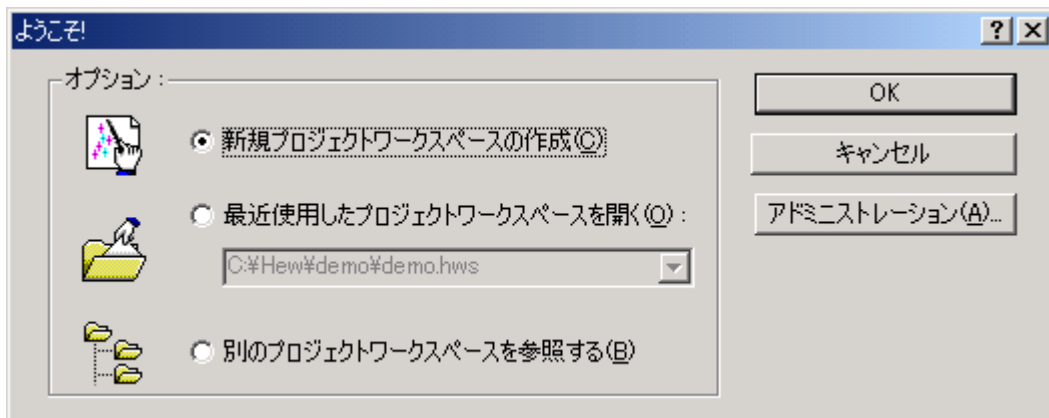 ようこそ!
オプション:
新規プロジェクトワークスペースの作成(C)
最近使用したプロジェクトワークスペースを開く(O):
C:¥Hew¥demo¥demo.hws
別のプロジェクトワークスペースを参照する(B)
OK
キャンセル
アドミニストレーション(A)...